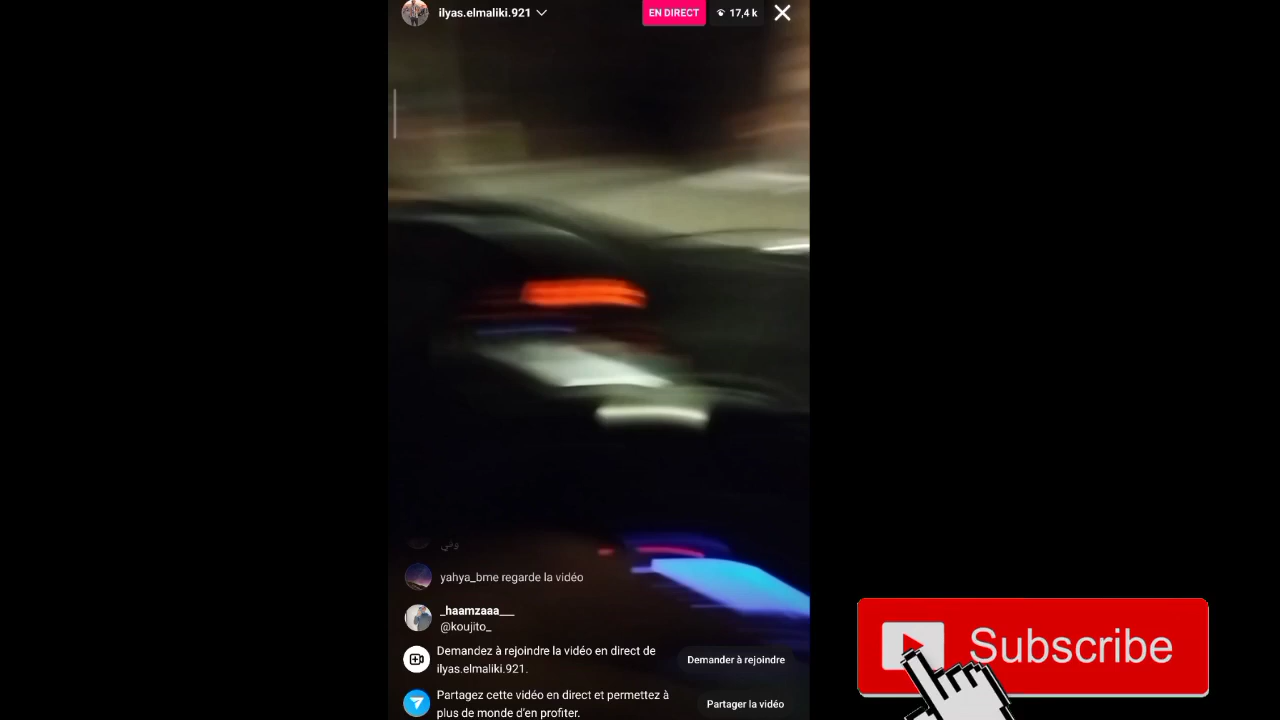 ilyas.elmaliki.921
EN DIRECT
17,4 k
وني
yahya_bme regarde la vidéo
_haamzaaa___
@koujito_
Demandez à rejoindre la vidéo en direct de
ilyas.elmaliki.921.
Demander à rejoindre
Partagez cette vidéo en direct et permettez à
plus de monde d'en profiter.
Partager la vidéo
Subscribe